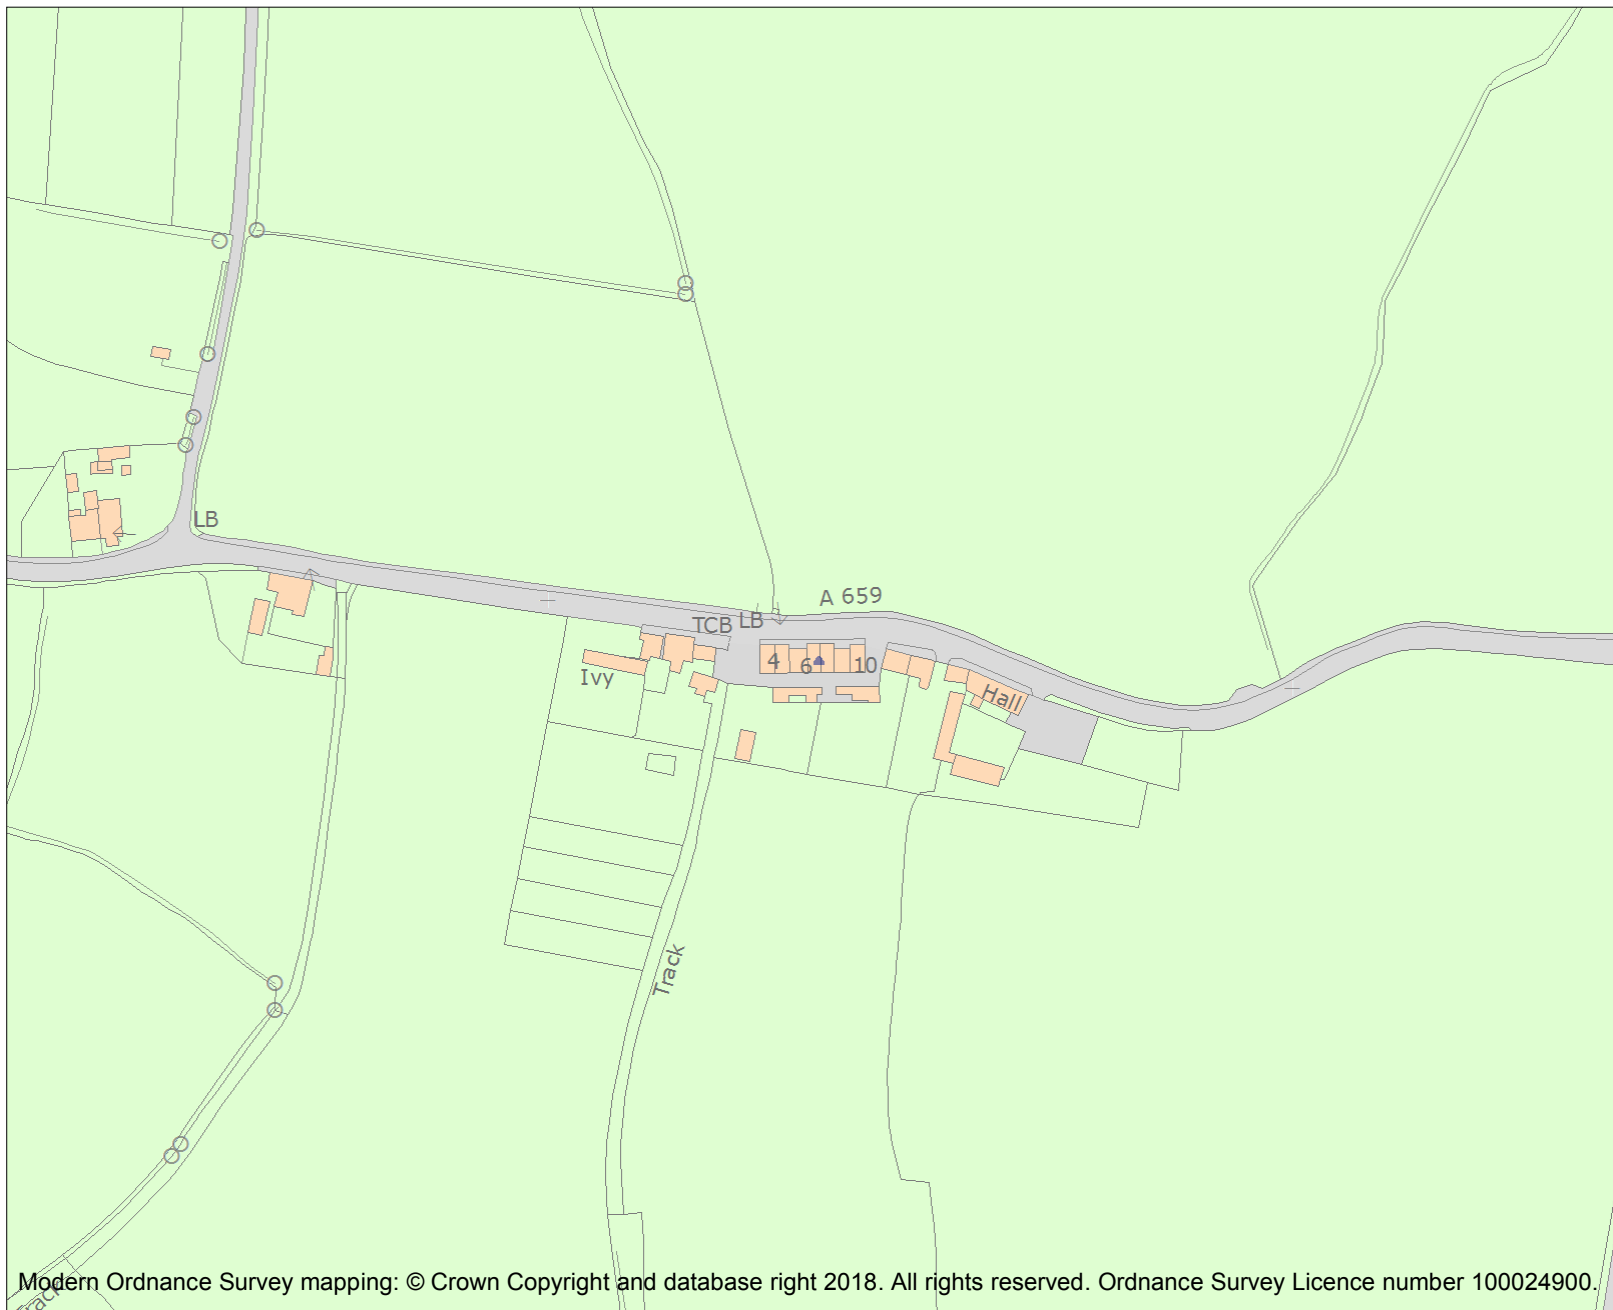 LB
A 659
TCB LB
4 6 10
Ivy
Hall
Track
Track
Modern Ordnance Survey mapping: © Crown Copyright and database right 2018. All rights reserved. Ordnance Survey Licence number 100024900.